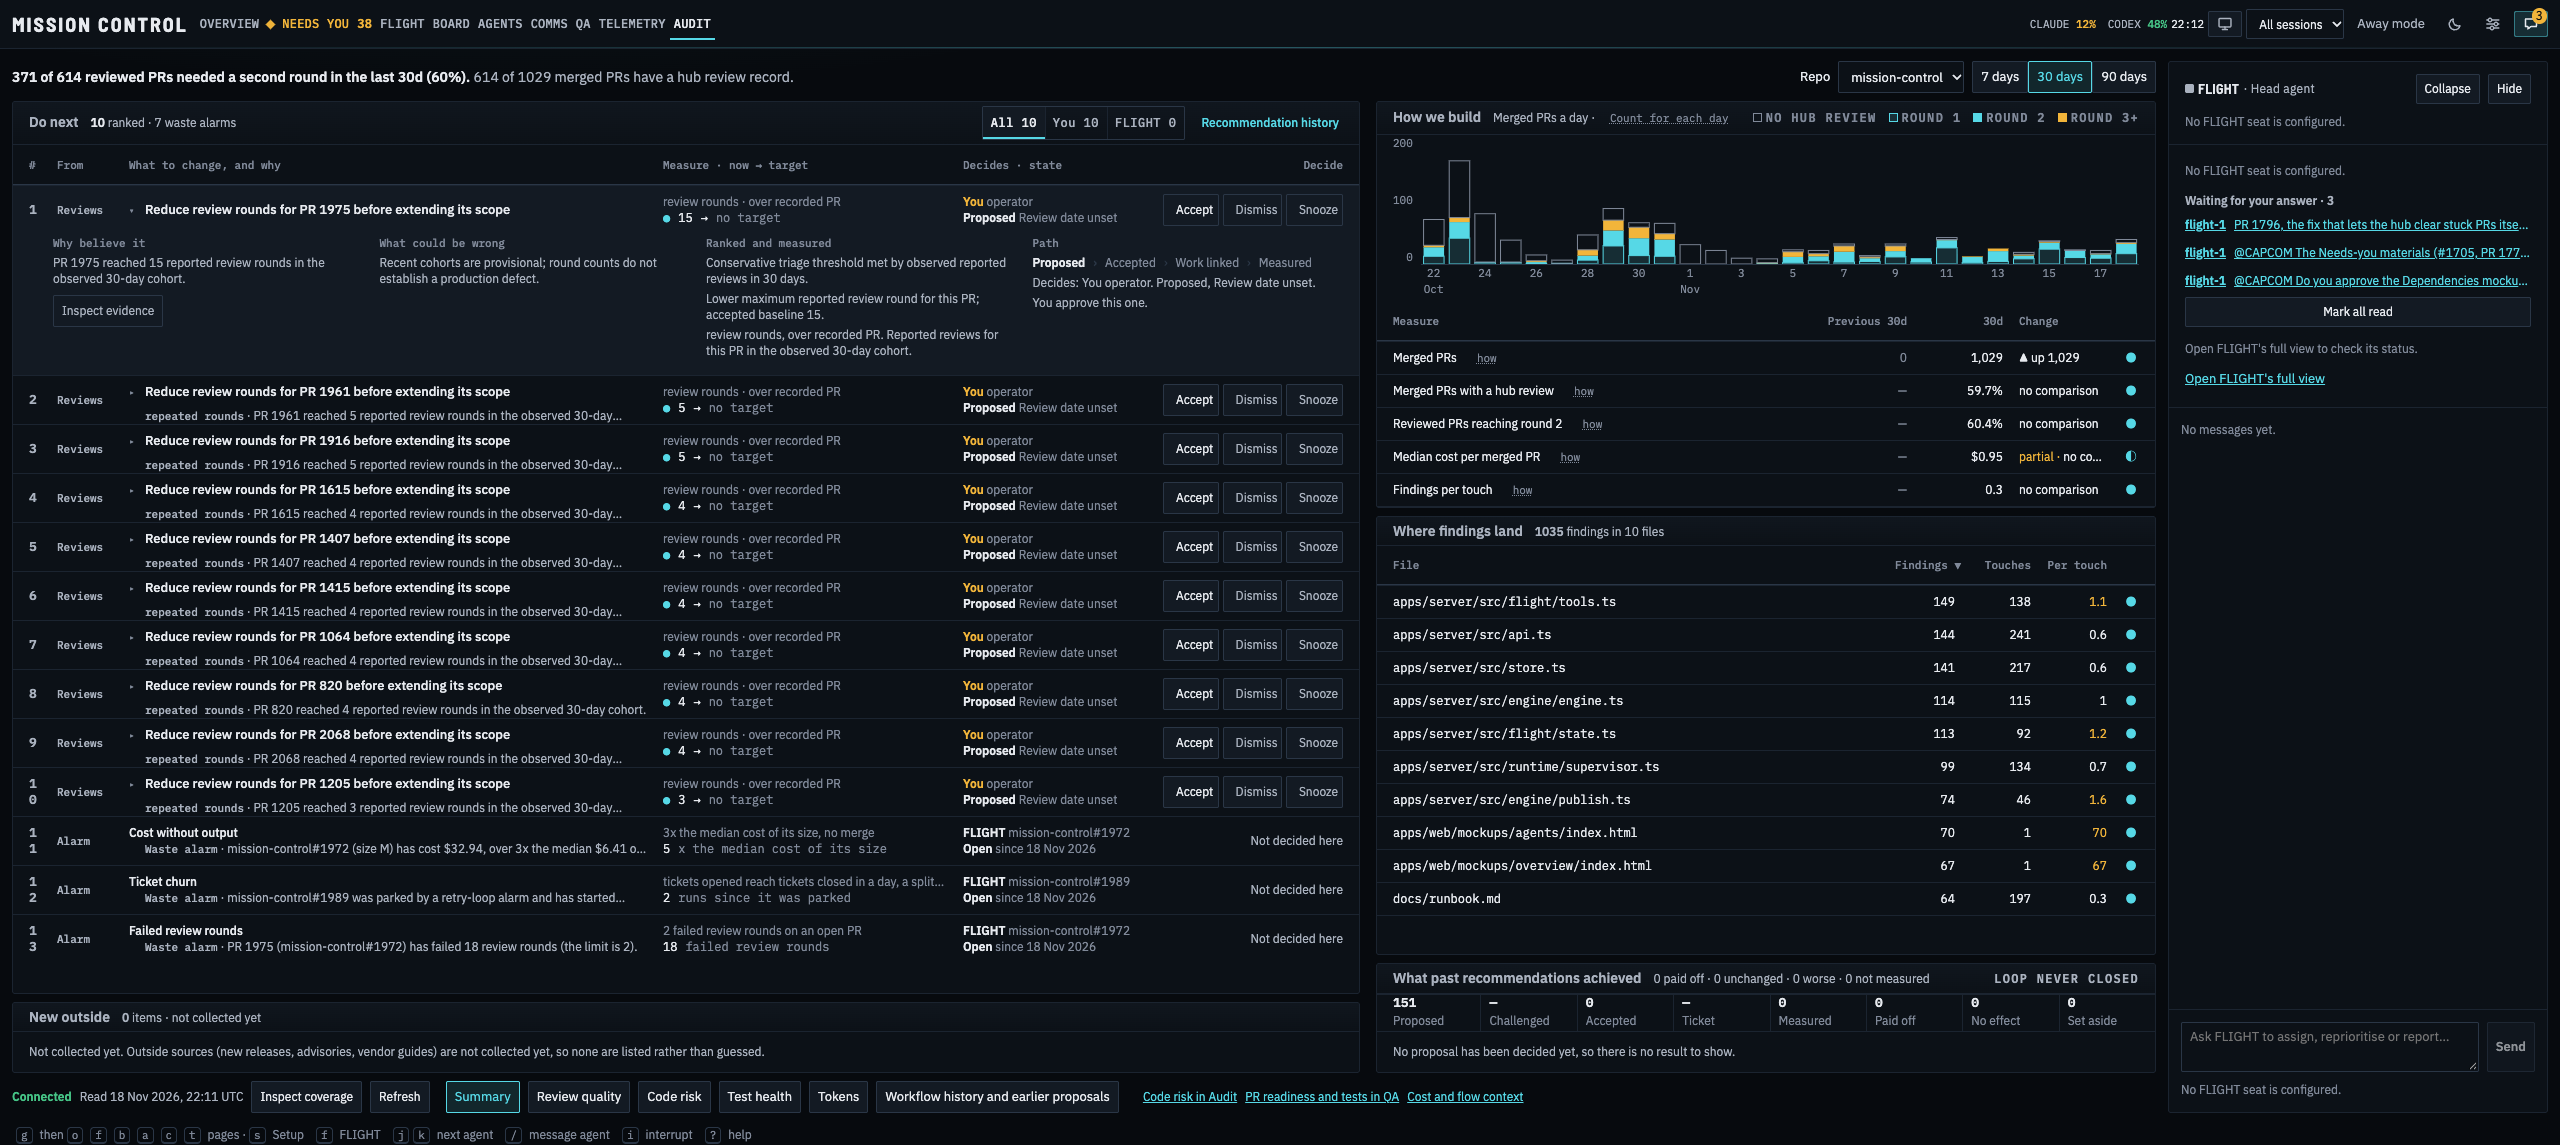 MISSION CONTROL OVERVIEW ◆ NEEDS YOU 38 FLIGHT BOARD AGENTS COMMS QA TELEMETRY AUDIT
CLAUDE 12% CODEX 48% 22:12 All sessions Away mode 3
371 of 614 reviewed PRs needed a second round in the last 30d (60%). 614 of 1029 merged PRs have a hub review record.
Repo mission-control 7 days 30 days 90 days
Do next 10 ranked · 7 waste alarms All 10 You 10 FLIGHT 0 Recommendation history
# From What to change, and why Measure · now → target Decides · state Decide
1 Reviews Reduce review rounds for PR 1975 before extending its scope
review rounds · over recorded PR
15 → no target
You operator
Proposed Review date unset
Accept Dismiss Snooze
Why believe it
PR 1975 reached 15 reported review rounds in the
observed 30-day cohort.
Inspect evidence
What could be wrong
Recent cohorts are provisional; round counts do not
establish a production defect.
Ranked and measured
Conservative triage threshold met by observed reported
reviews in 30 days.
Lower maximum reported review round for this PR;
accepted baseline 15.
review rounds, over recorded PR. Reported reviews for
this PR in the observed 30-day cohort.
Path
Proposed › Accepted › Work linked › Measured
Decides: You operator. Proposed, Review date unset.
You approve this one.
2 Reviews Reduce review rounds for PR 1961 before extending its scope
repeated rounds · PR 1961 reached 5 reported review rounds in the observed 30-day...
review rounds · over recorded PR
5 → no target
You operator
Proposed Review date unset
Accept Dismiss Snooze
3 Reviews Reduce review rounds for PR 1916 before extending its scope
repeated rounds · PR 1916 reached 5 reported review rounds in the observed 30-day...
review rounds · over recorded PR
5 → no target
You operator
Proposed Review date unset
Accept Dismiss Snooze
4 Reviews Reduce review rounds for PR 1615 before extending its scope
repeated rounds · PR 1615 reached 4 reported review rounds in the observed 30-day...
review rounds · over recorded PR
4 → no target
You operator
Proposed Review date unset
Accept Dismiss Snooze
5 Reviews Reduce review rounds for PR 1407 before extending its scope
repeated rounds · PR 1407 reached 4 reported review rounds in the observed 30-day...
review rounds · over recorded PR
4 → no target
You operator
Proposed Review date unset
Accept Dismiss Snooze
6 Reviews Reduce review rounds for PR 1415 before extending its scope
repeated rounds · PR 1415 reached 4 reported review rounds in the observed 30-day...
review rounds · over recorded PR
4 → no target
You operator
Proposed Review date unset
Accept Dismiss Snooze
7 Reviews Reduce review rounds for PR 1064 before extending its scope
repeated rounds · PR 1064 reached 4 reported review rounds in the observed 30-day...
review rounds · over recorded PR
4 → no target
You operator
Proposed Review date unset
Accept Dismiss Snooze
8 Reviews Reduce review rounds for PR 820 before extending its scope
repeated rounds · PR 820 reached 4 reported review rounds in the observed 30-day cohort.
review rounds · over recorded PR
4 → no target
You operator
Proposed Review date unset
Accept Dismiss Snooze
9 Reviews Reduce review rounds for PR 2068 before extending its scope
repeated rounds · PR 2068 reached 4 reported review rounds in the observed 30-day...
review rounds · over recorded PR
4 → no target
You operator
Proposed Review date unset
Accept Dismiss Snooze
10 Reviews Reduce review rounds for PR 1205 before extending its scope
repeated rounds · PR 1205 reached 3 reported review rounds in the observed 30-day...
review rounds · over recorded PR
3 → no target
You operator
Proposed Review date unset
Accept Dismiss Snooze
11 Alarm Cost without output
Waste alarm · mission-control#1972 (size M) has cost $32.94, over 3x the median $6.41 o...
3x the median cost of its size, no merge
5 x the median cost of its size
FLIGHT mission-control#1972
Open since 18 Nov 2026
Not decided here
12 Alarm Ticket churn
Waste alarm · mission-control#1989 was parked by a retry-loop alarm and has started...
tickets opened reach tickets closed in a day, a split...
2 runs since it was parked
FLIGHT mission-control#1989
Open since 18 Nov 2026
Not decided here
13 Alarm Failed review rounds
Waste alarm · PR 1975 (mission-control#1972) has failed 18 review rounds (the limit is 2).
2 failed review rounds on an open PR
18 failed review rounds
FLIGHT mission-control#1972
Open since 18 Nov 2026
Not decided here
New outside 0 items · not collected yet
Not collected yet. Outside sources (new releases, advisories, vendor guides) are not collected yet, so none are listed rather than guessed.
How we build Merged PRs a day · Count for each day NO HUB REVIEW ROUND 1 ROUND 2 ROUND 3+
200
100
0
22 24 26 28 30 1 3 5 7 9 11 13 15 17
Oct Nov
Measure Previous 30d 30d Change
Merged PRs how 0 1,029 ▲ up 1,029
Merged PRs with a hub review how — 59.7% no comparison
Reviewed PRs reaching round 2 how — 60.4% no comparison
Median cost per merged PR how — $0.95 partial · no co...
Findings per touch how — 0.3 no comparison
Where findings land 1035 findings in 10 files
File Findings ▼ Touches Per touch
apps/server/src/flight/tools.ts 149 138 1.1
apps/server/src/api.ts 144 241 0.6
apps/server/src/store.ts 141 217 0.6
apps/server/src/engine/engine.ts 114 115 1
apps/server/src/flight/state.ts 113 92 1.2
apps/server/src/runtime/supervisor.ts 99 134 0.7
apps/server/src/engine/publish.ts 74 46 1.6
apps/web/mockups/agents/index.html 70 1 70
apps/web/mockups/overview/index.html 67 1 67
docs/runbook.md 64 197 0.3
What past recommendations achieved 0 paid off · 0 unchanged · 0 worse · 0 not measured LOOP NEVER CLOSED
151 — 0 — 0 0 0 0
Proposed Challenged Accepted Ticket Measured Paid off No effect Set aside
No proposal has been decided yet, so there is no result to show.
FLIGHT · Head agent Collapse Hide
No FLIGHT seat is configured.
No FLIGHT seat is configured.
Waiting for your answer · 3
flight-1 PR 1796, the fix that lets the hub clear stuck PRs itse...
flight-1 @CAPCOM The Needs-you materials (#1705, PR 177...
flight-1 @CAPCOM Do you approve the Dependencies mocku...
Mark all read
Open FLIGHT's full view to check its status.
Open FLIGHT's full view
No messages yet.
Ask FLIGHT to assign, reprioritise or report...
Send
No FLIGHT seat is configured.
Connected Read 18 Nov 2026, 22:11 UTC Inspect coverage Refresh Summary Review quality Code risk Test health Tokens Workflow history and earlier proposals Code risk in Audit PR readiness and tests in QA Cost and flow context
g then o f b a c t pages · s Setup f FLIGHT j k next agent / message agent i interrupt ? help